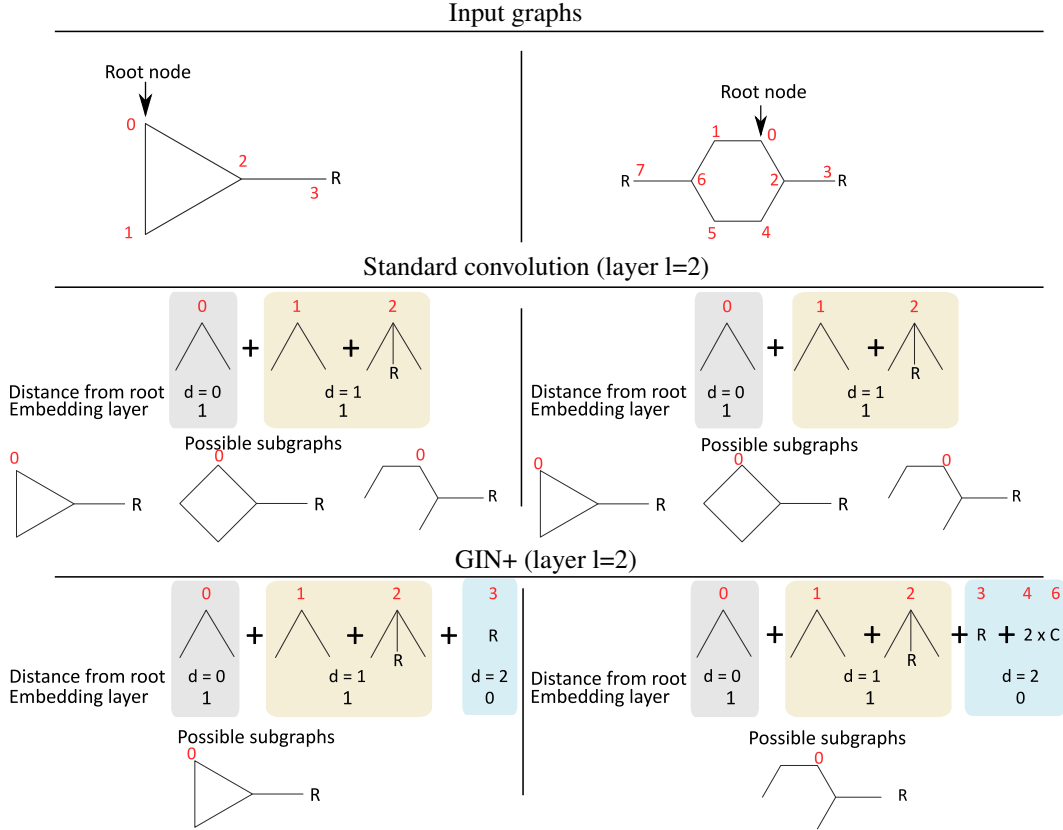 Input graphs
Root node
0
2
R
3
1
Root node
1
0
7
3
R
6
2
R
5
4
Standard convolution (layer l=2)
0
1
2
+
+
R
Distance from root
d = 0
d = 1
Embedding layer
1
1
Possible subgraphs
0
0
0
R
R
R
0
1
2
+
+
R
Distance from root
d = 0
d = 1
Embedding layer
1
1
Possible subgraphs
0
0
0
R
R
R
GIN+ (layer l=2)
0
1
2
3
+
+
+
R
R
Distance from root
d = 0
d = 1
d = 2
Embedding layer
1
1
0
Possible subgraphs
0
R
0
1
2
3
4
6
+
+
+
R
+
2 x C
R
Distance from root
d = 0
d = 1
d = 2
Embedding layer
1
1
0
Possible subgraphs
0
R